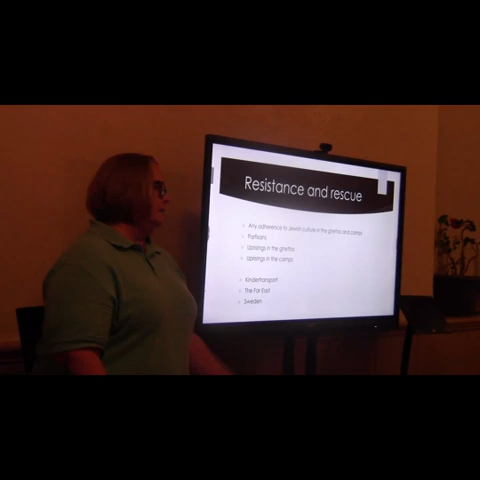 Resistance and rescue
Any adherence to Jewish culture in the ghettos and camps
Partisans
Uprisings in the ghettos
Uprisings in the camps
Kindertransport
The Far East
Sweden